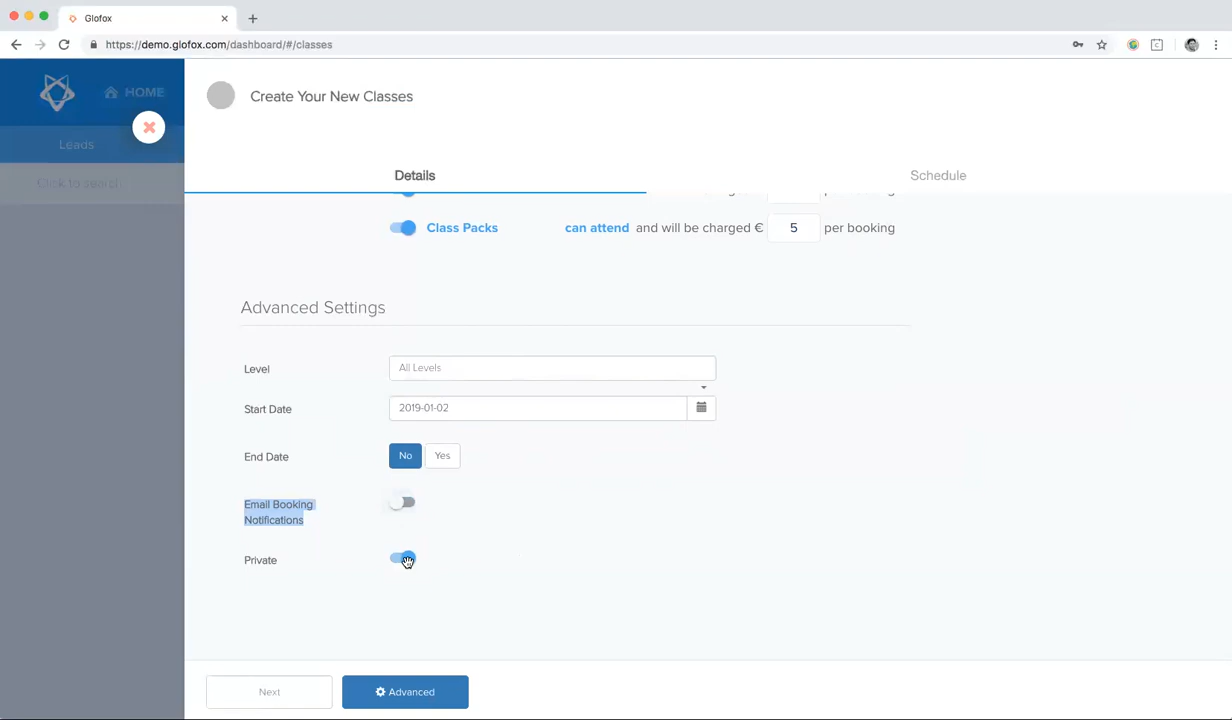 Glofox
https://demo.glofox.com/dashboard/#/classes
HOME
Create Your New Classes
Leads
Details
Schedule
Click to search
Class Packs can attend and will be charged € 5 per booking
Advanced Settings
Level All Levels
Start Date 2019-01-02
End Date No Yes
Email Booking
Notifications
Private
Next Advanced